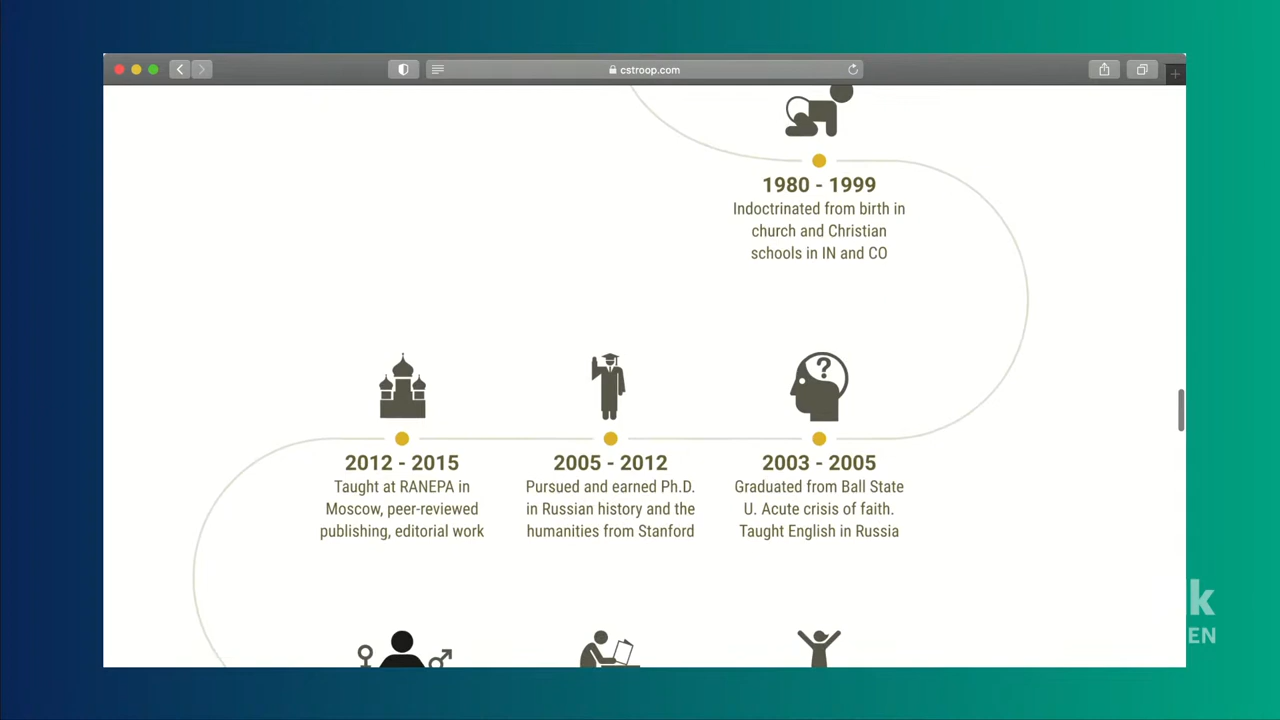 cstroop.com
1980 - 1999
Indoctrinated from birth in
church and Christian
schools in IN and CO
?
2012 - 2015
Taught at RANEPA in
Moscow, peer-reviewed
publishing, editorial work
2005 - 2012
Pursued and earned Ph.D.
in Russian history and the
humanities from Stanford
2003 - 2005
Graduated from Ball State
U. Acute crisis of faith.
Taught English in Russia
k
EN